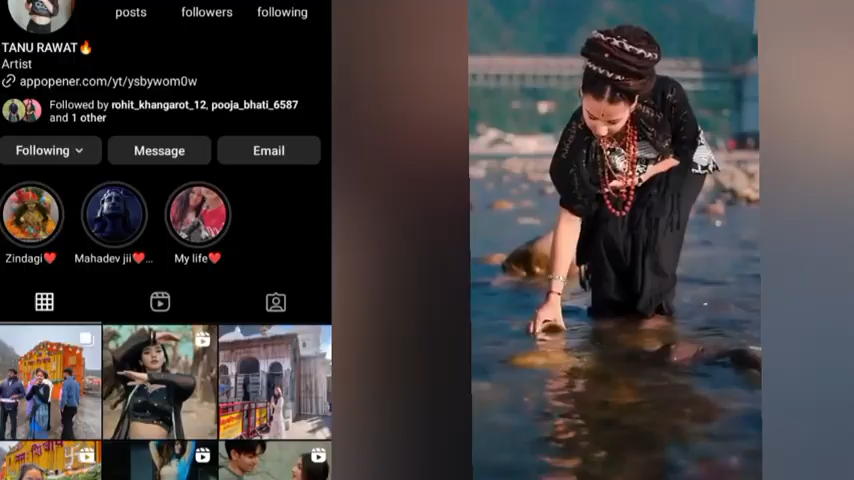 posts followers following
TANU RAWAT🔥
Artist
appopener.com/yt/ysbywom0w
Followed by rohit_khangarot_12, pooja_bhati_6587
and 1 other
Following Message Email
Zindagi❤️ Mahadev jii❤️... My life❤️